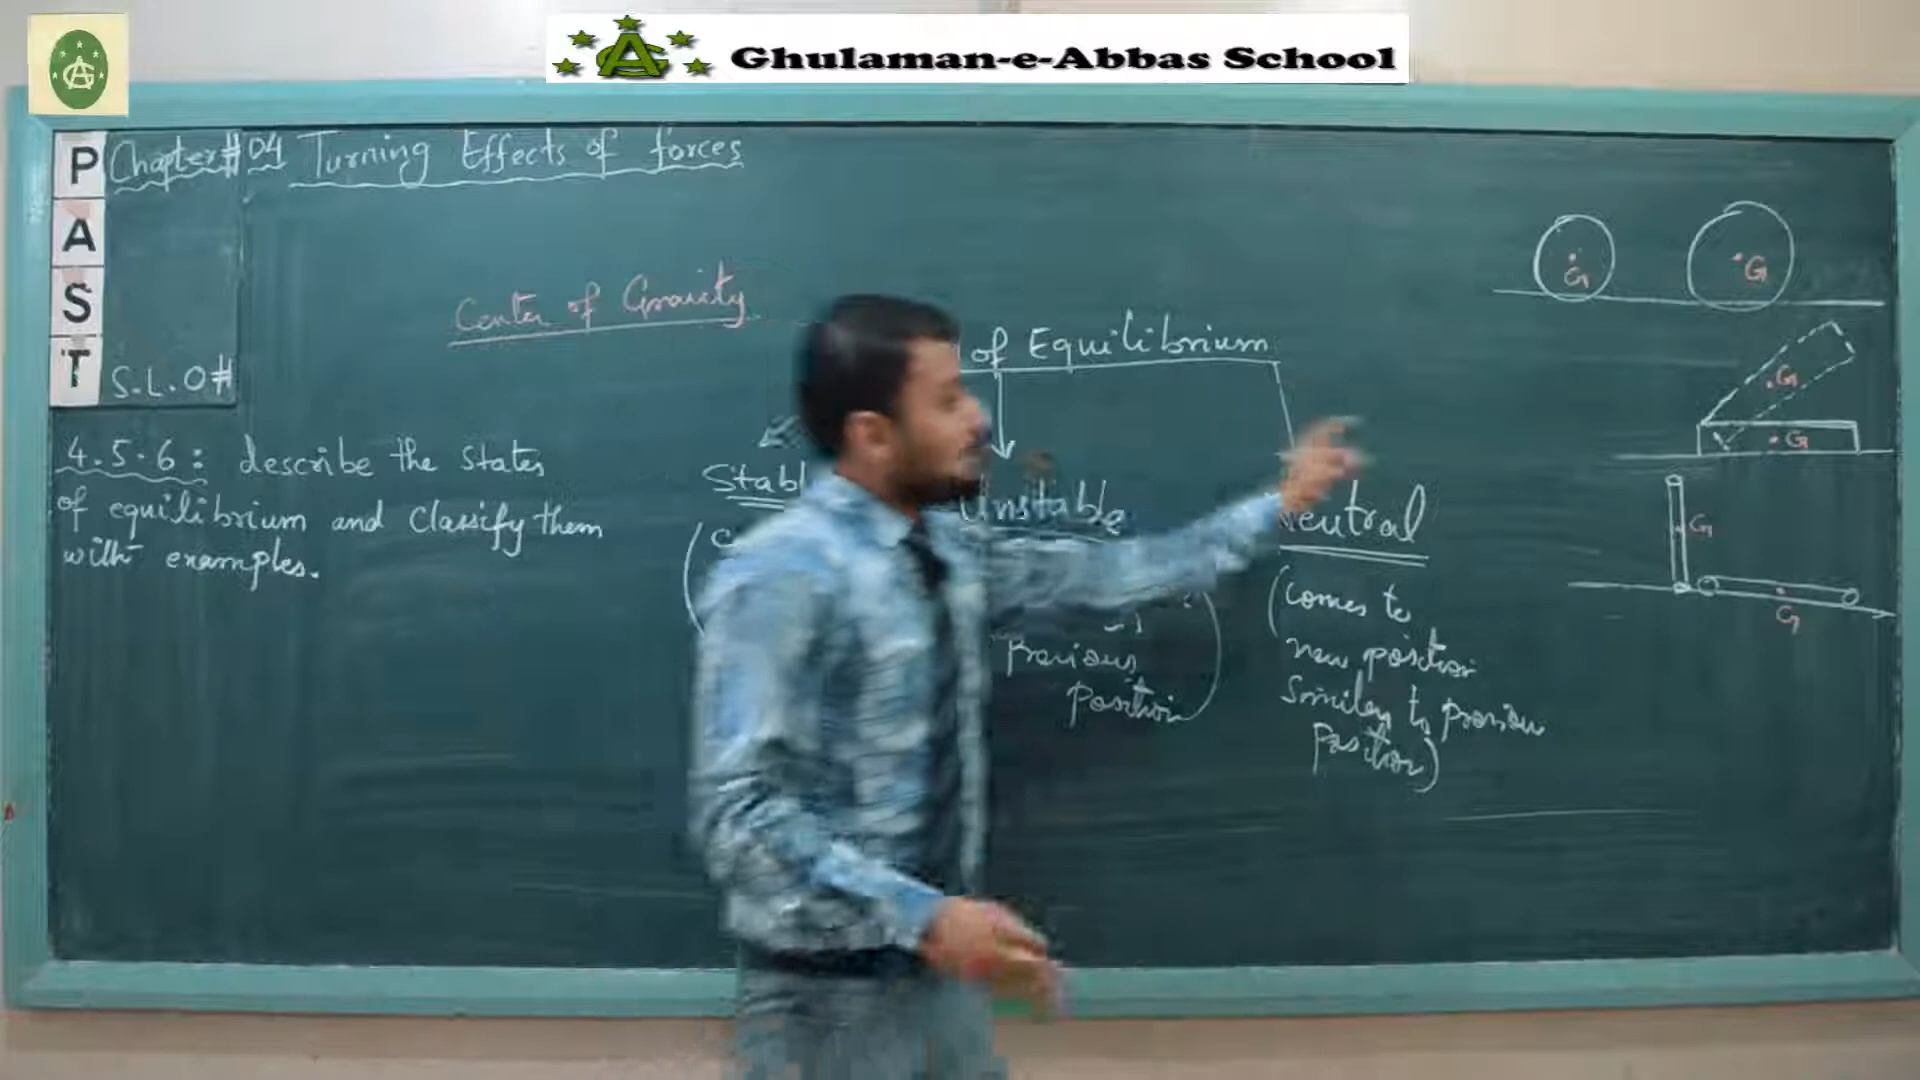 Ghulaman-e-Abbas School
AG
P
A
S
T
Chapter# 04 Turning Effects of forces
S.L.O#
Center of Gravity
4.5.6: describe the states
of equilibrium and Classify them
with examples.
of Equilibrium
Stabl
Unstable
Previous
position
Neutral
(comes to
new position
Similar to previous
Position)
G
G
G
G
G
G